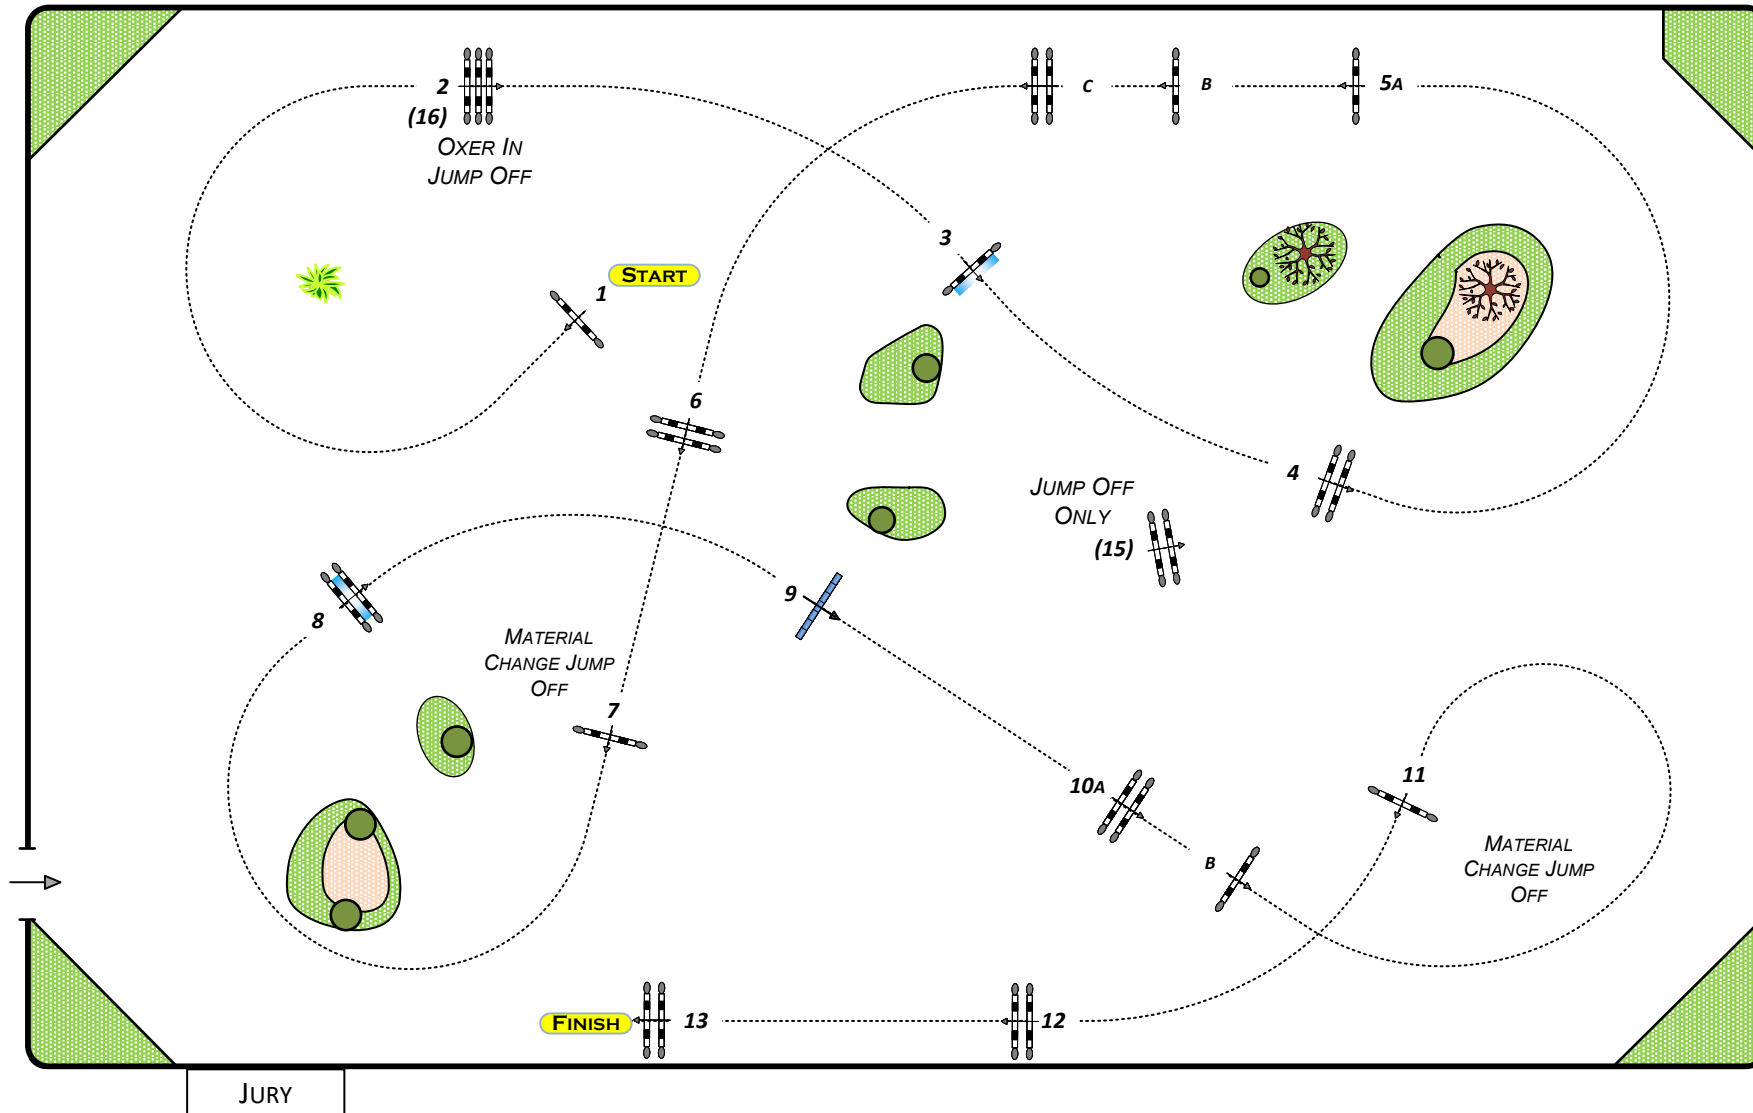 2
(16)
OXER IN
JUMP OFF
C
B
5A
3
START
1
6
4
JUMP OFF
ONLY
(15)
8
9
MATERIAL
CHANGE JUMP
OFF
7
10A
11
B
MATERIAL
CHANGE JUMP
OFF
FINISH
13
12
JURY